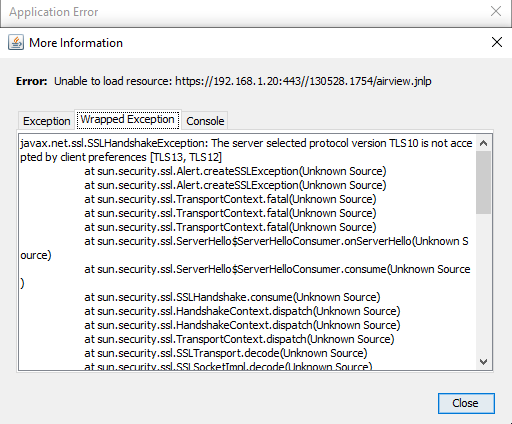 Application Error
More Information
Error: Unable to load resource: https://192.168.1.20:443//130528.1754/airview.jnlp
Exception Wrapped Exception Console
javax.net.ssl.SSLHandshakeException: The server selected protocol version TLS10 is not acce
pted by client preferences [TLS13, TLS12]
at sun.security.ssl.Alert.createSSLException(Unknown Source)
at sun.security.ssl.Alert.createSSLException(Unknown Source)
at sun.security.ssl.TransportContext.fatal(Unknown Source)
at sun.security.ssl.TransportContext.fatal(Unknown Source)
at sun.security.ssl.TransportContext.fatal(Unknown Source)
at sun.security.ssl.ServerHello$ServerHelloConsumer.onServerHello(Unknown S
ource)
at sun.security.ssl.ServerHello$ServerHelloConsumer.consume(Unknown Source
)
at sun.security.ssl.SSLHandshake.consume(Unknown Source)
at sun.security.ssl.HandshakeContext.dispatch(Unknown Source)
at sun.security.ssl.HandshakeContext.dispatch(Unknown Source)
at sun.security.ssl.TransportContext.dispatch(Unknown Source)
at sun.security.ssl.SSLTransport.decode(Unknown Source)
at sun.security.ssl.SSLSocketImpl.decode(Unknown Source)
Close